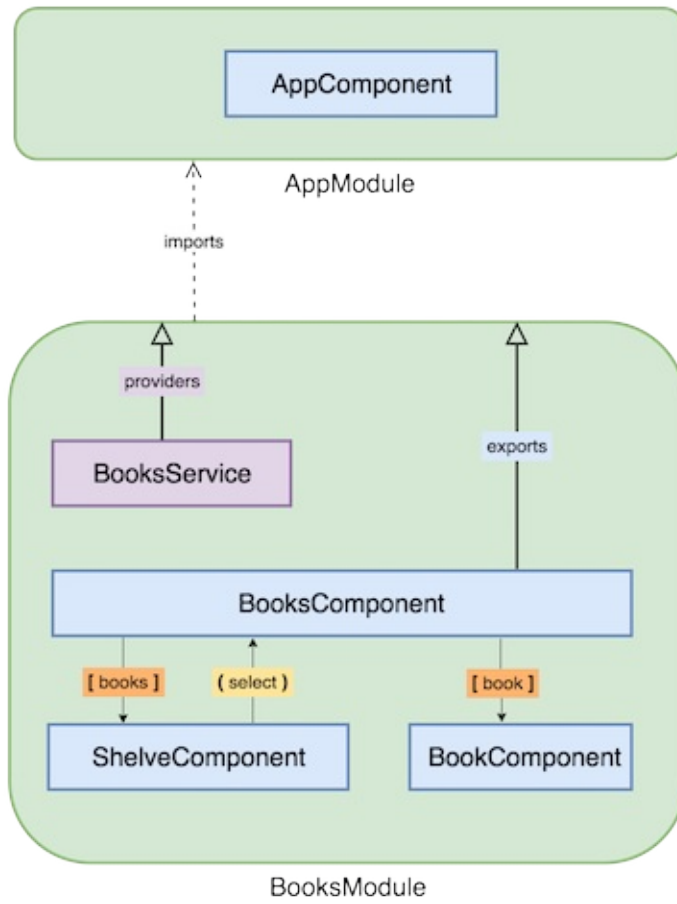 AppComponent
AppModule
imports
providers
BooksService
exports
BooksComponent
[ books ]
( select )
[ book ]
ShelveComponent
BookComponent
BooksModule